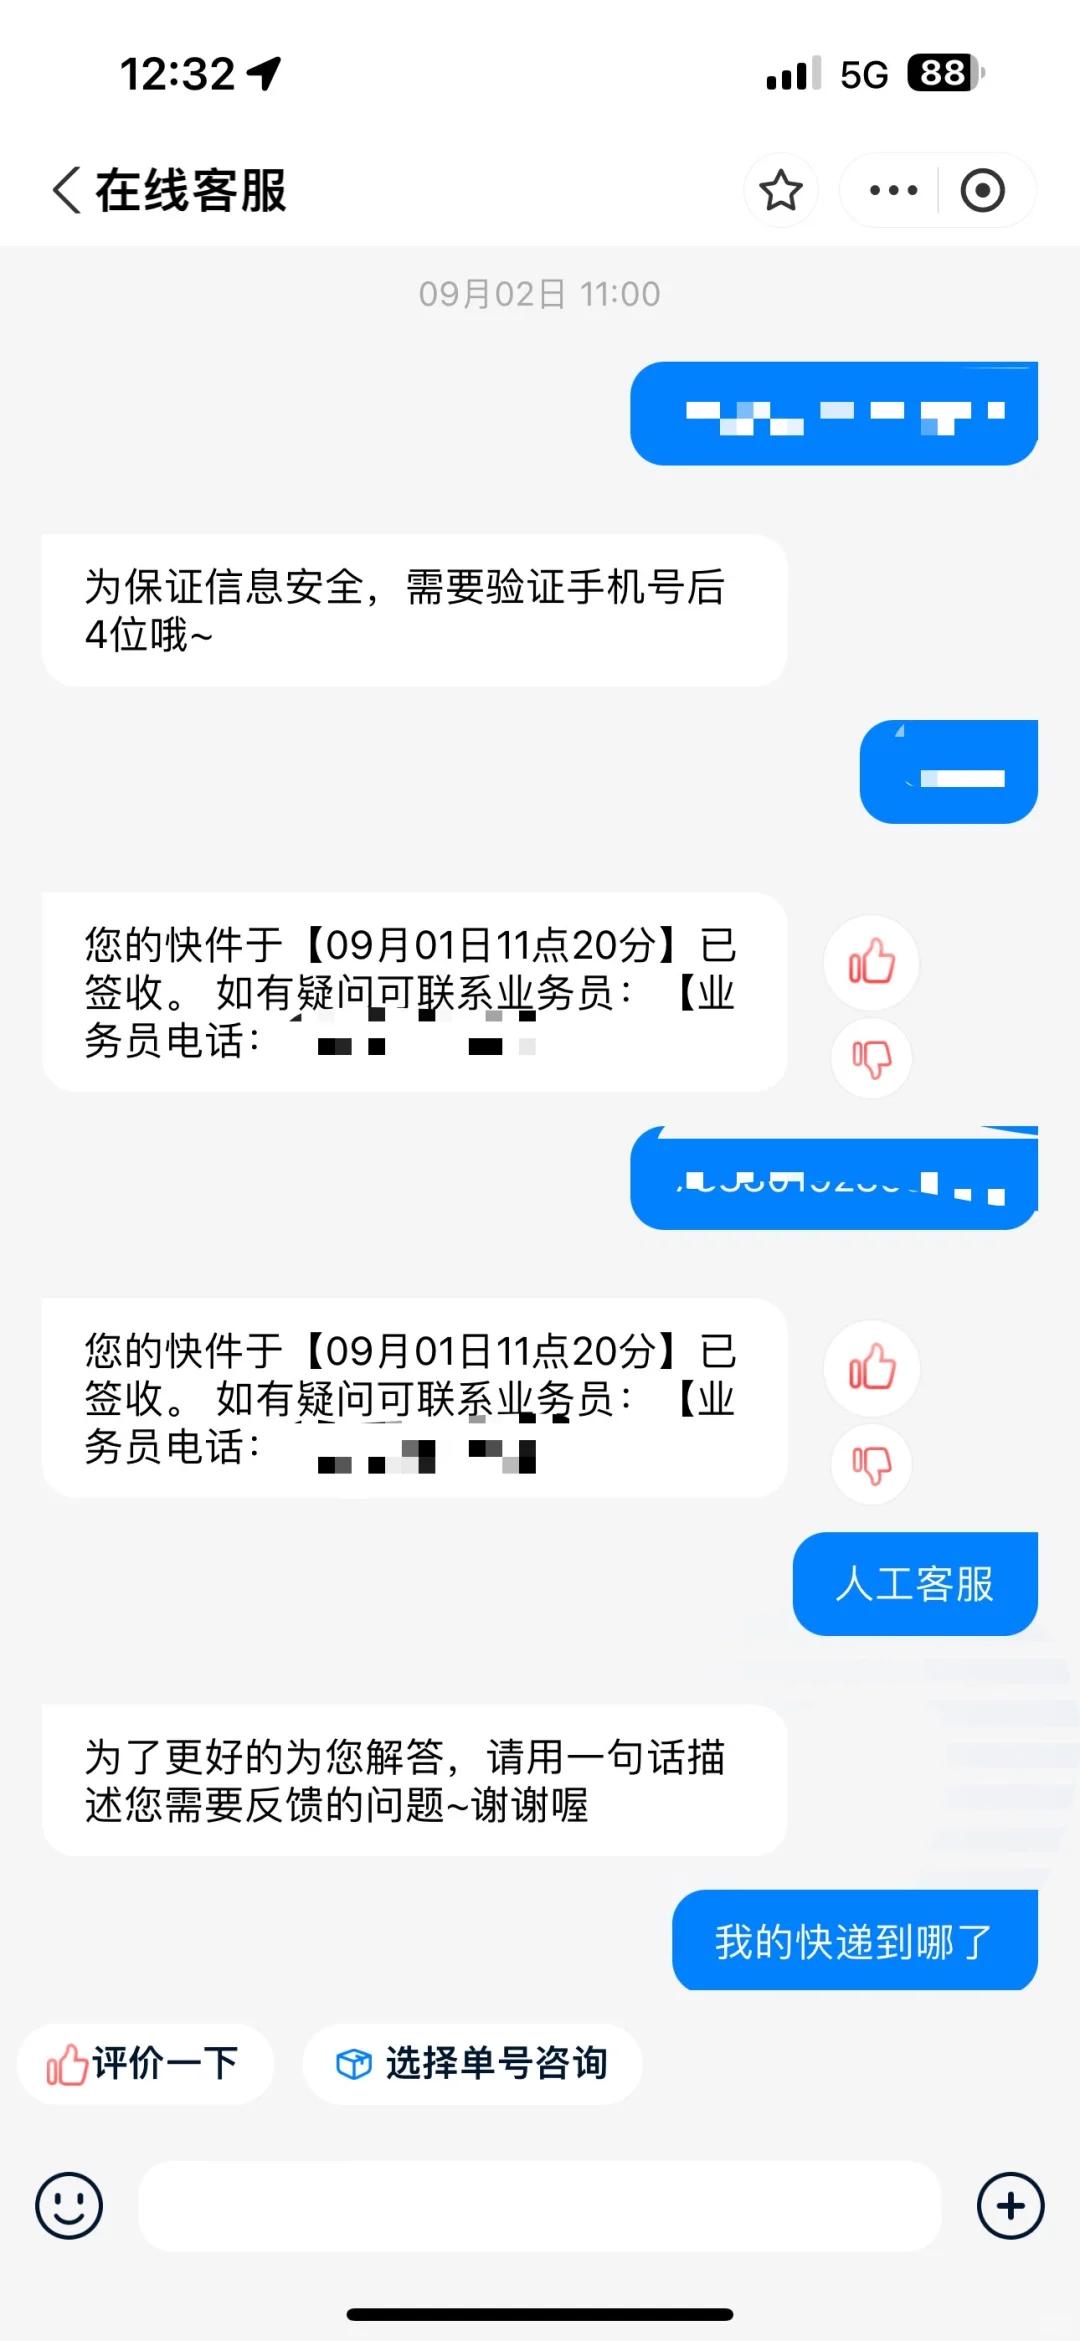 12:32
5G
88
在线客服
09月02日 11:00
为保证信息安全，需要验证手机号后
4位哦~
您的快件于【09月01日11点20分】已
签收。 如有疑问可联系业务员：【业
务员电话：
您的快件于【09月01日11点20分】已
签收。 如有疑问可联系业务员：【业
务员电话：
人工客服
为了更好的为您解答，请用一句话描
述您需要反馈的问题~谢谢喔
我的快递到哪了
评价一下
选择单号咨询